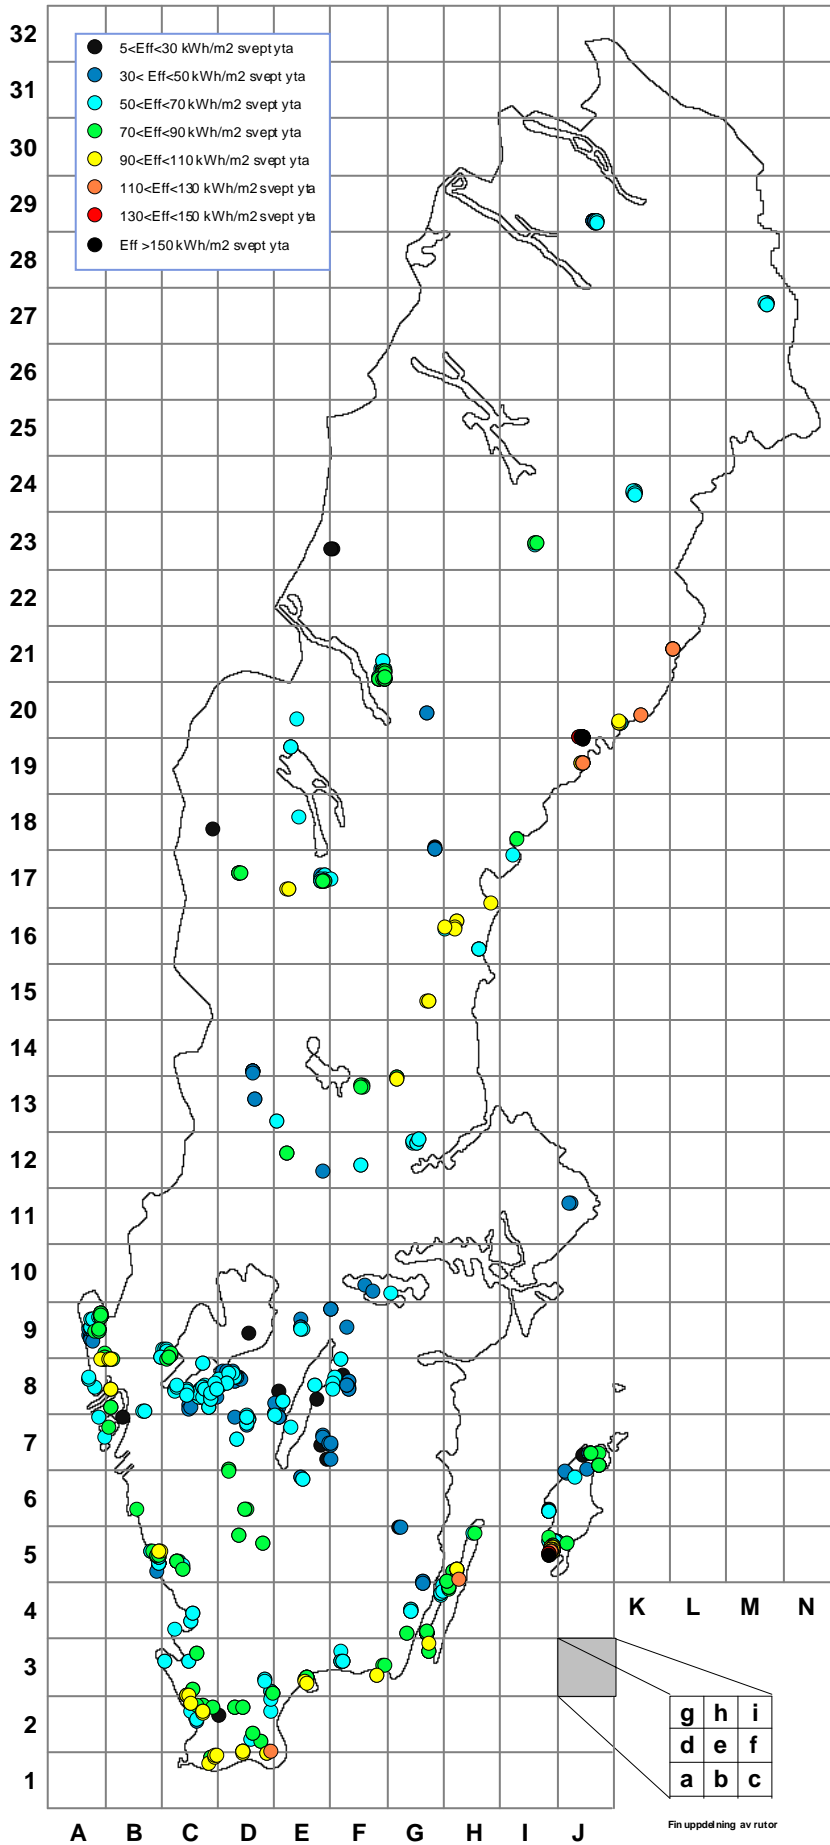 32
31
30
29
28
27
26
25
24
23
22
21
20
19
18
17
16
15
14
13
12
11
10
9
8
7
6
5
4
3
2
1
5<Eff<30 kWh/m2 svept yta
30< Eff<50 kWh/m2 svept yta
50<Eff<70 kWh/m2 svept yta
70<Eff<90 kWh/m2 svept yta
90<Eff<110 kWh/m2 svept yta
110<Eff<130 kWh/m2 svept yta
130<Eff<150 kWh/m2 svept yta
Eff >150 kWh/m2 svept yta
K L M N
g h i
d e f
a b c
Fin uppdelning av rutor
A B C D E F G H I J